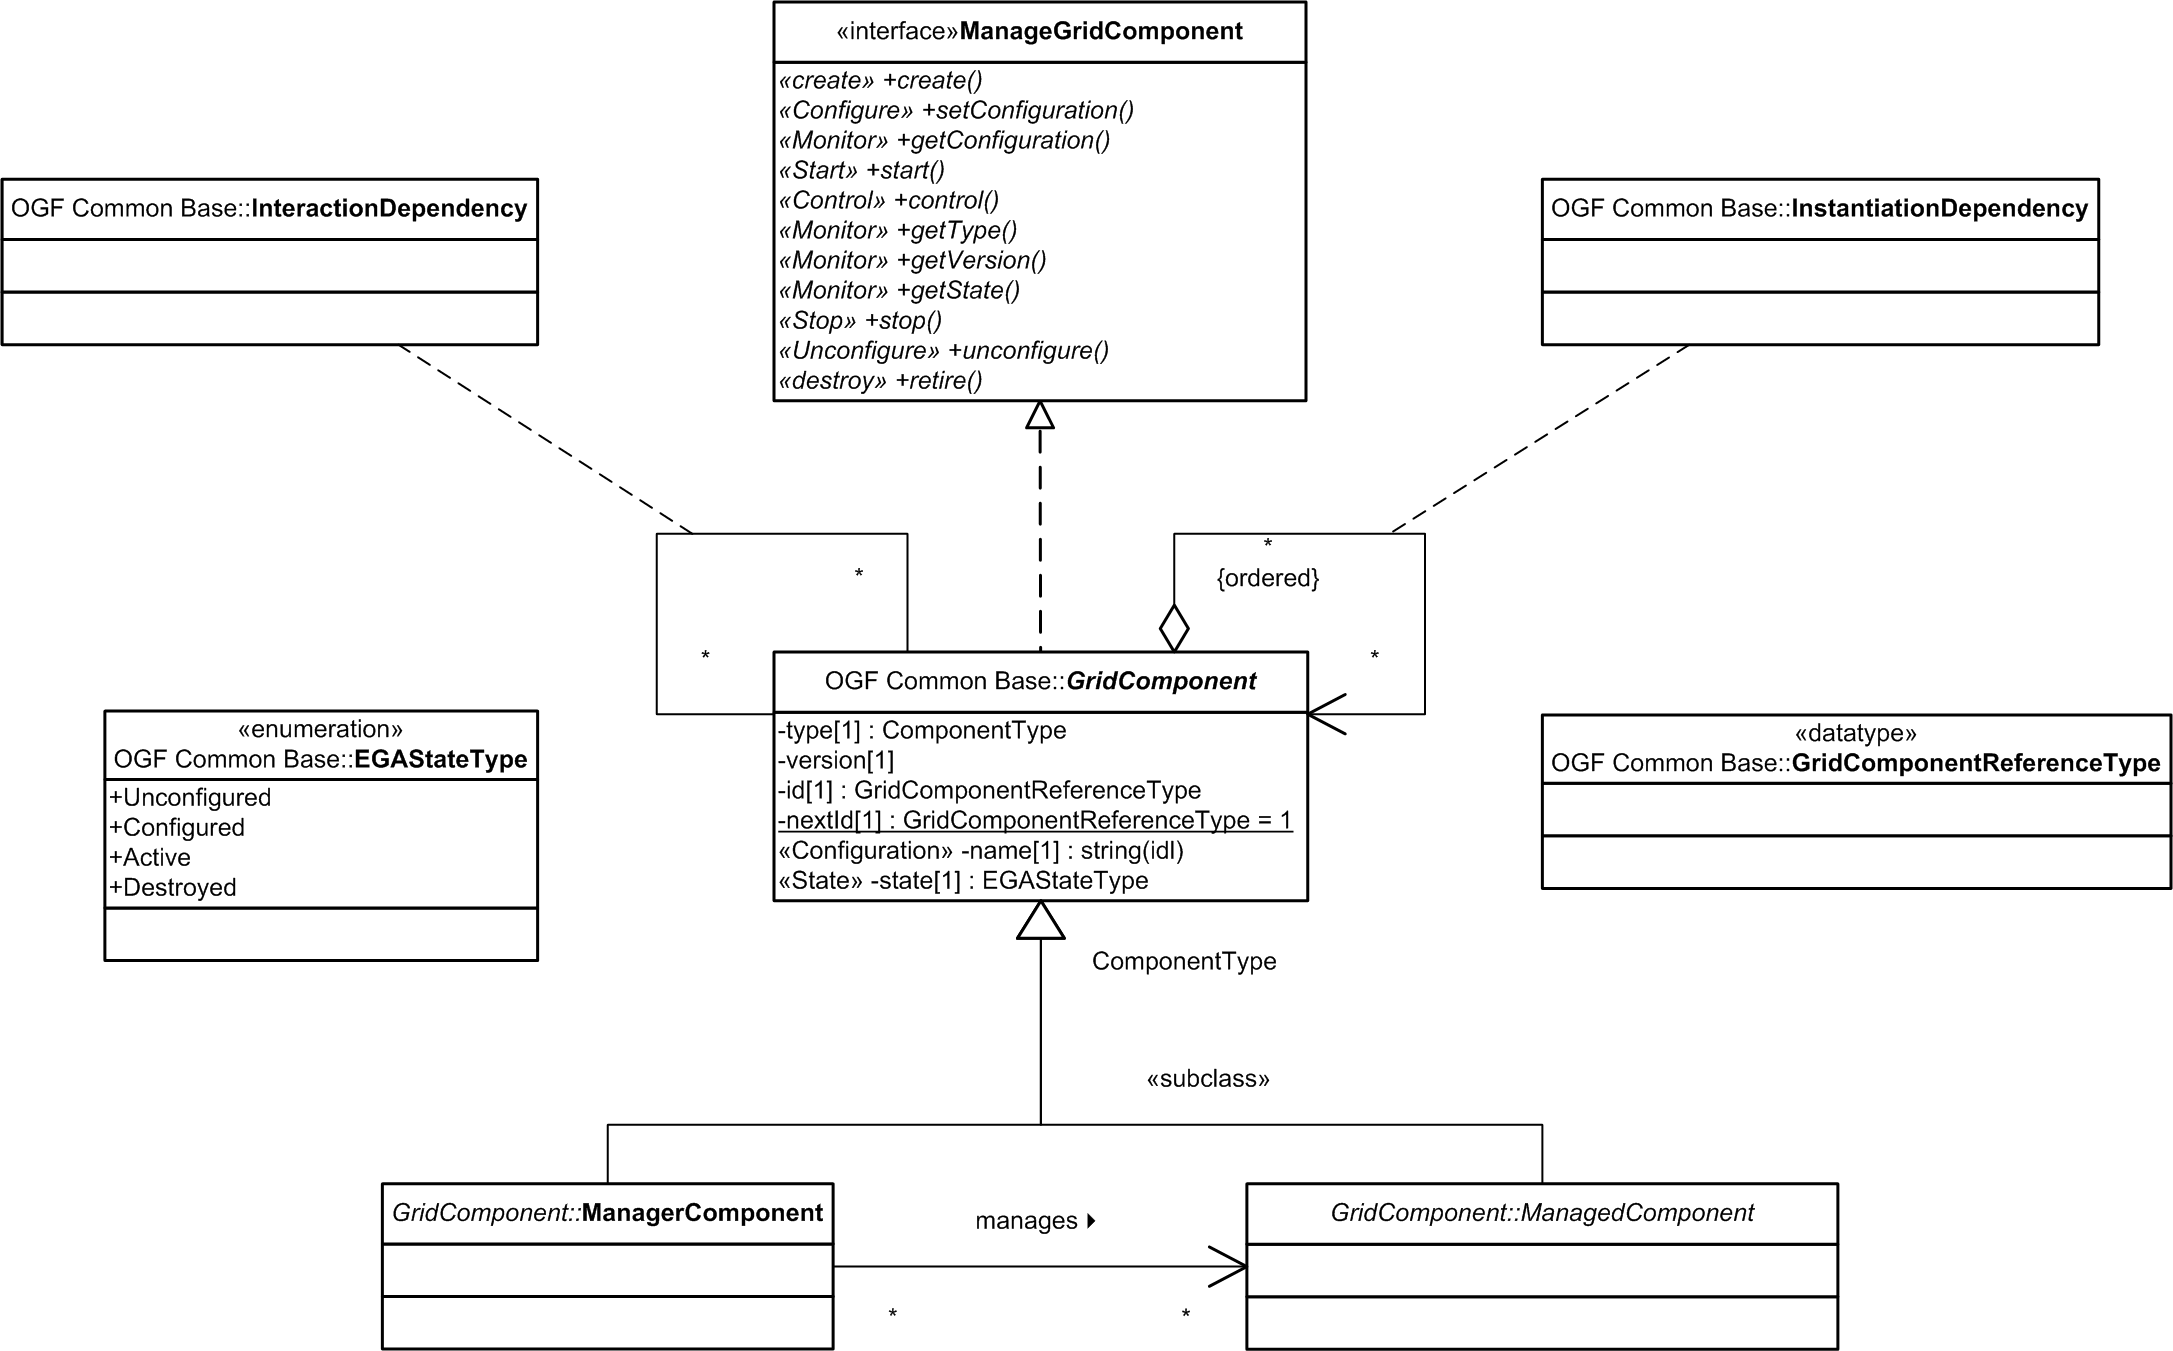 «interface»ManageGridComponent
«create» +create()
«Configure» +setConfiguration()
«Monitor» +getConfiguration()
«Start» +start()
«Control» +control()
«Monitor» +getType()
«Monitor» +getVersion()
«Monitor» +getState()
«Stop» +stop()
«Unconfigure» +unconfigure()
«destroy» +retire()
OGF Common Base::InteractionDependency
OGF Common Base::InstantiationDependency
*
*
*
{ordered}
*
OGF Common Base::GridComponent
-type[1] : ComponentType
-version[1]
-id[1] : GridComponentReferenceType
-nextId[1] : GridComponentReferenceType = 1
«Configuration» -name[1] : string(idl)
«State» -state[1] : EGAStateType
«enumeration»
OGF Common Base::EGAStateType
+Unconfigured
+Configured
+Active
+Destroyed
«datatype»
OGF Common Base::GridComponentReferenceType
ComponentType
«subclass»
GridComponent::ManagerComponent
manages
*
*
GridComponent::ManagedComponent